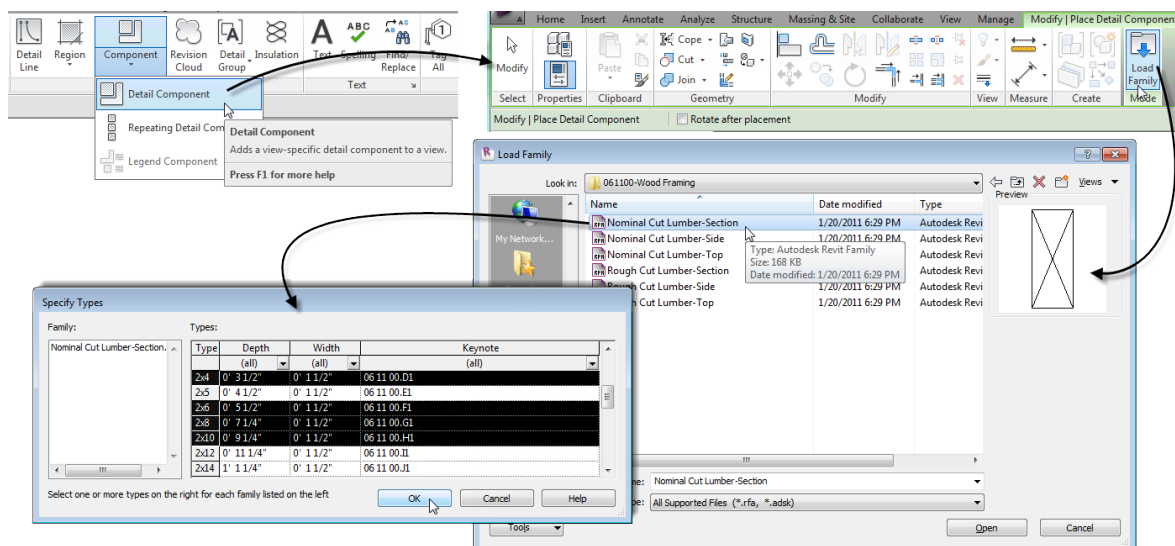 Detail Line
Region
Component
Revision Cloud
Detail Group
Insulation
Text
Spelling
Find/ Replace
Tag All
ABC
Text
Detail Component
Repeating Detail Com
Legend Component
Detail Component
Adds a view-specific detail component to a view.
Press F1 for more help
Home Insert Annotate Analyze Structure Massing & Site Collaborate View Manage Modify | Place Detail Component
Modify
Paste
Cope
Cut
Join
Load Family
Select Properties Clipboard Geometry Modify View Measure Create Mode
Modify | Place Detail Component Rotate after placement
Load Family
Look in: 061100-Wood Framing Views
Preview
Name Date modified Type
My Network...
Nominal Cut Lumber-Section 1/20/2011 6:29 PM Autodesk Revi
Nominal Cut Lumber-Side 1/20/2011 6:29 PM Autodesk Revi
Nominal Cut Lumber-Top Autodesk Revi
Rough Cut Lumber-Section Autodesk Revi
Rough Cut Lumber-Side 1/20/2011 6:29 PM Autodesk Revi
Cut Lumber-Top 1/20/2011 6:29 PM Autodesk Revi
Type: Autodesk Revit Family
Size: 168 KB
Date modified: 1/20/2011 6:29 PM
Specify Types
Family: Types:
Nominal Cut Lumber-Section.
Type Depth Width Keynote
(all) (all) (all)
2x4 0' 3 1/2" 0' 1 1/2" 06 11 00.D1
2x5 0' 4 1/2" 0' 1 1/2" 06 11 00.E1
2x6 0' 5 1/2" 0' 1 1/2" 06 11 00.F1
2x8 0' 7 1/4" 0' 1 1/2" 06 11 00.G1
2x10 0' 9 1/4" 0' 1 1/2" 06 11 00.H1
2x12 0' 11 1/4" 0' 1 1/2" 06 11 00.I1
2x14 1' 1 1/4" 0' 1 1/2" 06 11 00.J1
Select one or more types on the right for each family listed on the left
OK Cancel Help
me: Nominal Cut Lumber-Section
pe: All Supported Files (*.rfa, *.adsk)
Tools Open Cancel